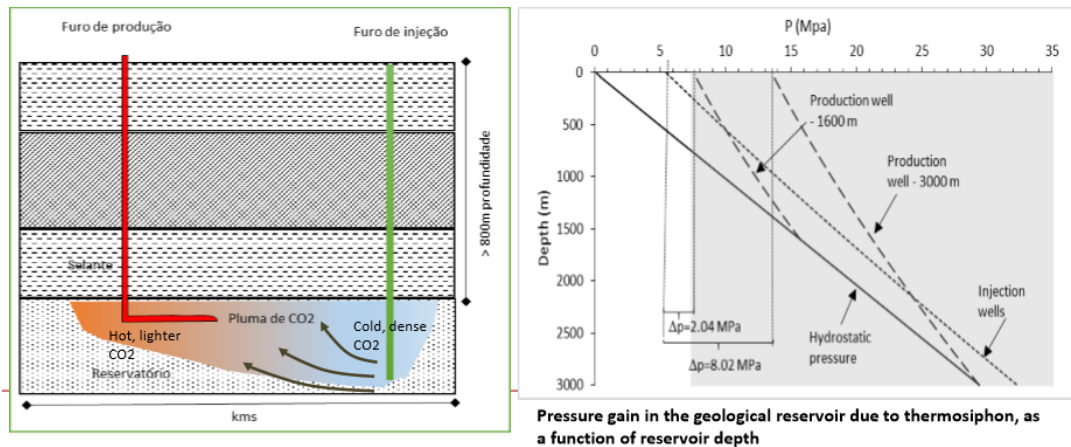 Furo de produção
Furo de injeção
> 800m profundidade
Selante
Pluma de CO2
Cold, dense
CO2
Hot, lighter
CO2
Reservatório
kms
P (Mpa)
0 5 10 15 20 25 30 35
0
500
1000
1500
2000
2500
3000
Depth (m)
Production well
- 1600 m
Production
well - 3000 m
Injection
wells
Hydrostatic
pressure
Δp=2.04 MPa
Δp=8.02 MPa
Pressure gain in the geological reservoir due to thermosiphon, as
a function of reservoir depth